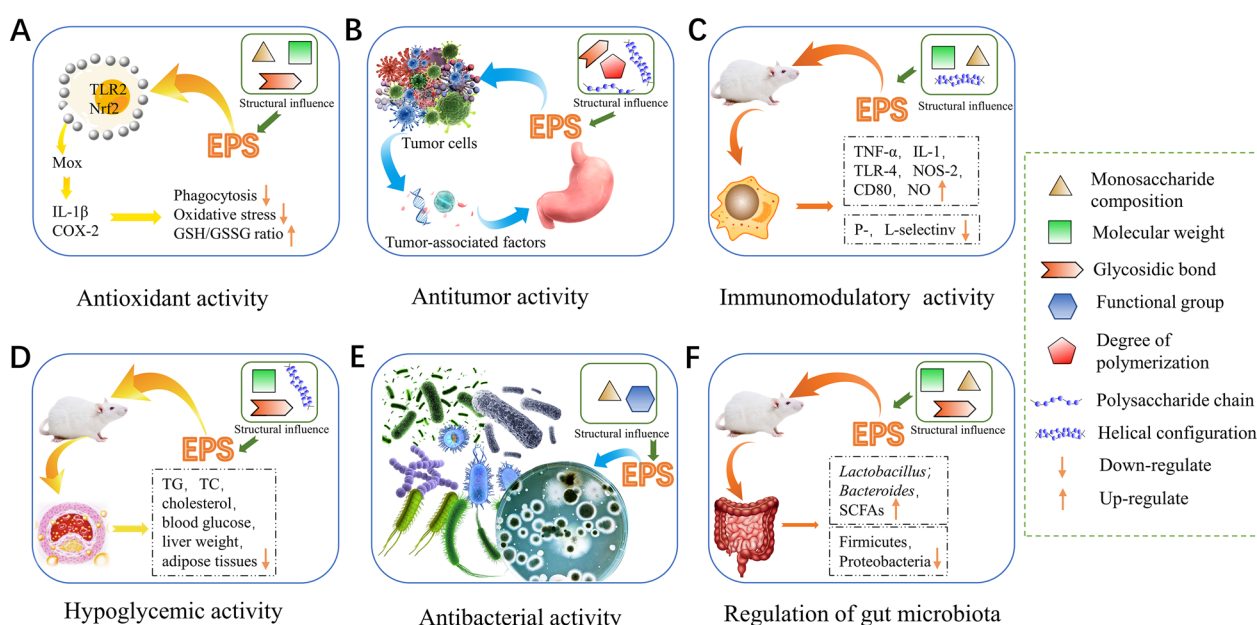 A
TLR2
Nrf2
Structural influence
EPS
Mox
IL-1β
COX-2
Phagocytosis
Oxidative stress
GSH/GSSG ratio
Antioxidant activity
B
Structural influence
EPS
Tumor cells
Tumor-associated factors
Antitumor activity
C
Structural influence
EPS
TNF-α, IL-1,
TLR-4, NOS-2,
CD80, NO
P-, L-selectinv
Immunomodulatory activity
D
Structural influence
EPS
TG, TC,
cholesterol,
blood glucose,
liver weight,
adipose tissues
Hypoglycemic activity
E
Structural influence
EPS
Antibacterial activity
F
Structural influence
EPS
Lactobacillus;
Bacteroides,
SCFAs
Firmicutes,
Proteobacteria
Regulation of gut microbiota
Monosaccharide
composition
Molecular weight
Glycosidic bond
Functional group
Degree of
polymerization
Polysaccharide chain
Helical configuration
Down-regulate
Up-regulate